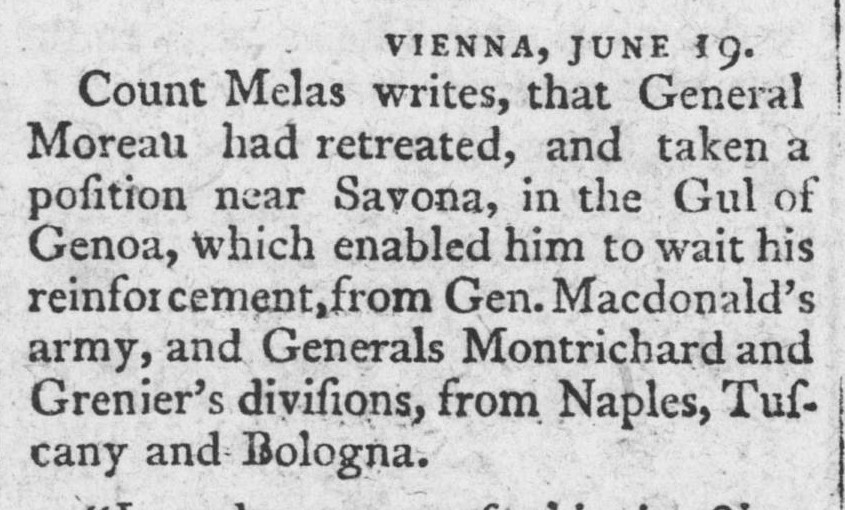 VIENNA, JUNE 19.
Count Melas writes, that General
Moreau had retreated, and taken a
poſition near Savona, in the Gul of
Genoa, which enabled him to wait his
reinforcement,from Gen. Macdonald's
army, and Generals Montrichard and
Grenier's diviſions, from Naples, Tuſ-
cany and Bologna.